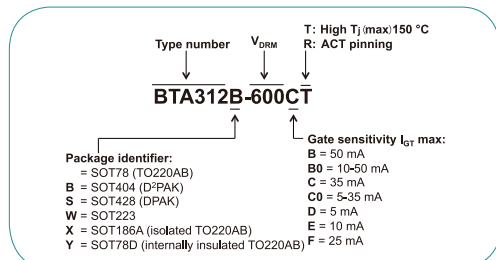 T: High Tj (max)150 °C
R: ACT pinning
Type number
VDRM
BTA312B-600CT
Package identifier:
= SOT78 (TO220AB)
B = SOT404 (D²PAK)
S = SOT428 (DPAK)
W = SOT223
X = SOT186A (isolated TO220AB)
Y = SOT78D (internally insulated TO220AB)
Gate sensitivity IGT max:
B = 50 mA
B0 = 10-50 mA
C = 35 mA
C0 = 5-35 mA
D = 5 mA
E = 10 mA
F = 25 mA